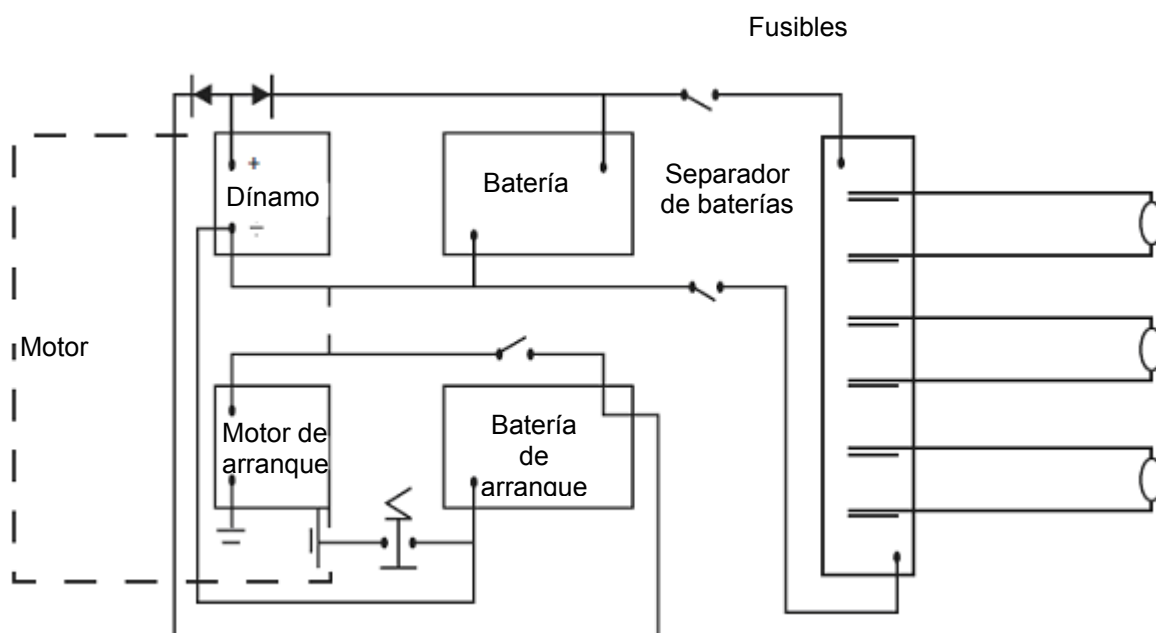 Fusibles
+
Dínamo
Batería
Separador
de baterías
Motor
Motor de
arranque
Batería
de
arranque